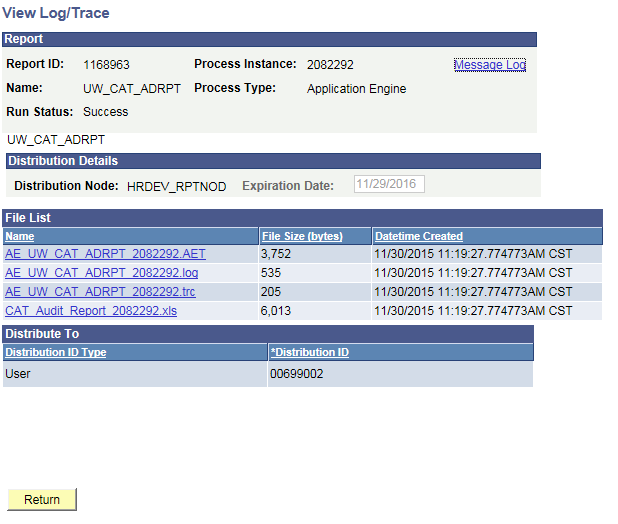 View Log/Trace
Report
Report ID: 1168963 Process Instance: 2082292 Message Log
Name: UW_CAT_ADRPT Process Type: Application Engine
Run Status: Success
UW_CAT_ADRPT
Distribution Details
Distribution Node: HRDEV_RPTNOD Expiration Date: 11/29/2016
File List
Name File Size (bytes) Datetime Created
AE_UW_CAT_ADRPT_2082292.AET 3,752 11/30/2015 11:19:27.774773AM CST
AE_UW_CAT_ADRPT_2082292.log 535 11/30/2015 11:19:27.774773AM CST
AE_UW_CAT_ADRPT_2082292.trc 205 11/30/2015 11:19:27.774773AM CST
CAT_Audit_Report_2082292.xls 6,013 11/30/2015 11:19:27.774773AM CST
Distribute To
Distribution ID Type *Distribution ID
User 00699002
Return